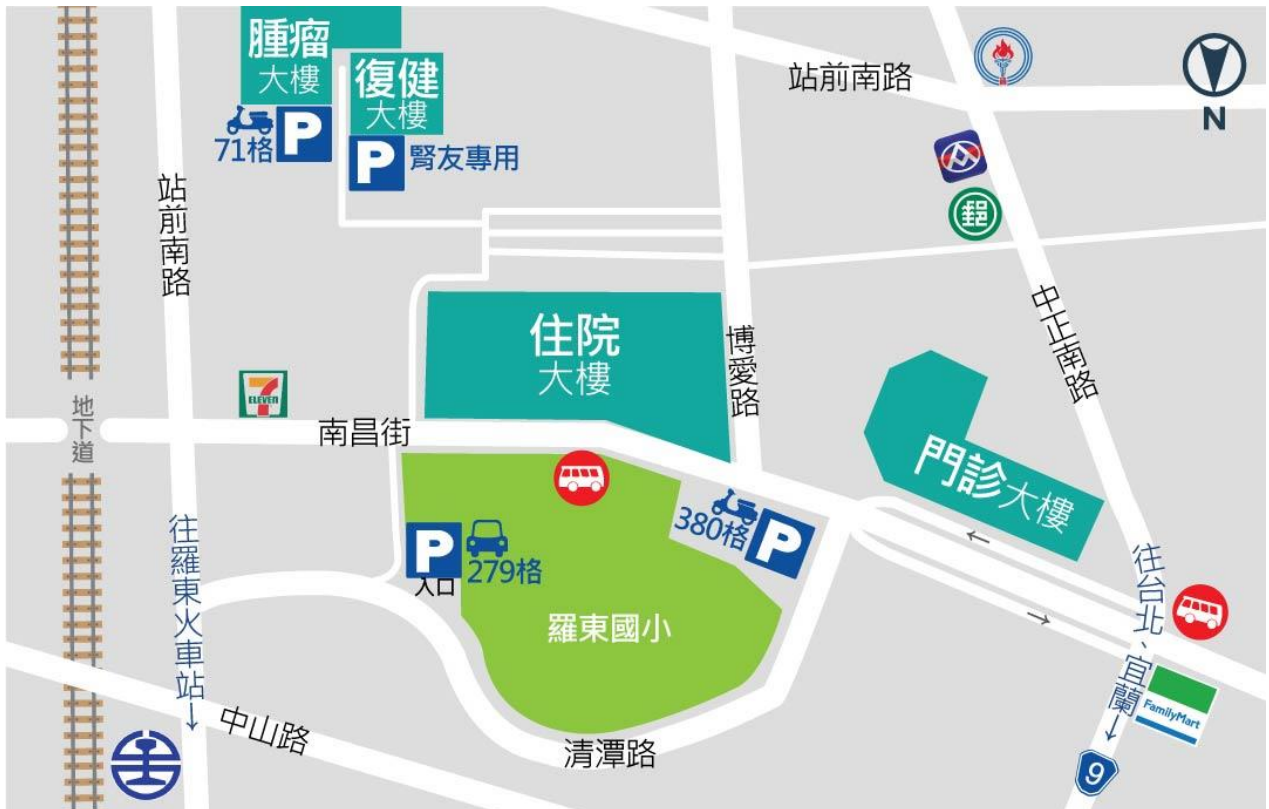 腫瘤
大樓
復健
大樓
71格
P
P
腎友專用
站前南路
N
站前南路
郵
中正南路
住院
大樓
博愛路
7
ELEVEN
南昌街
地下道
門診大樓
380格
P
P
279格
入口
羅東國小
往羅東火車站↓
往台北、宜蘭↓
←
→
FamilyMart
中山路
清潭路
9